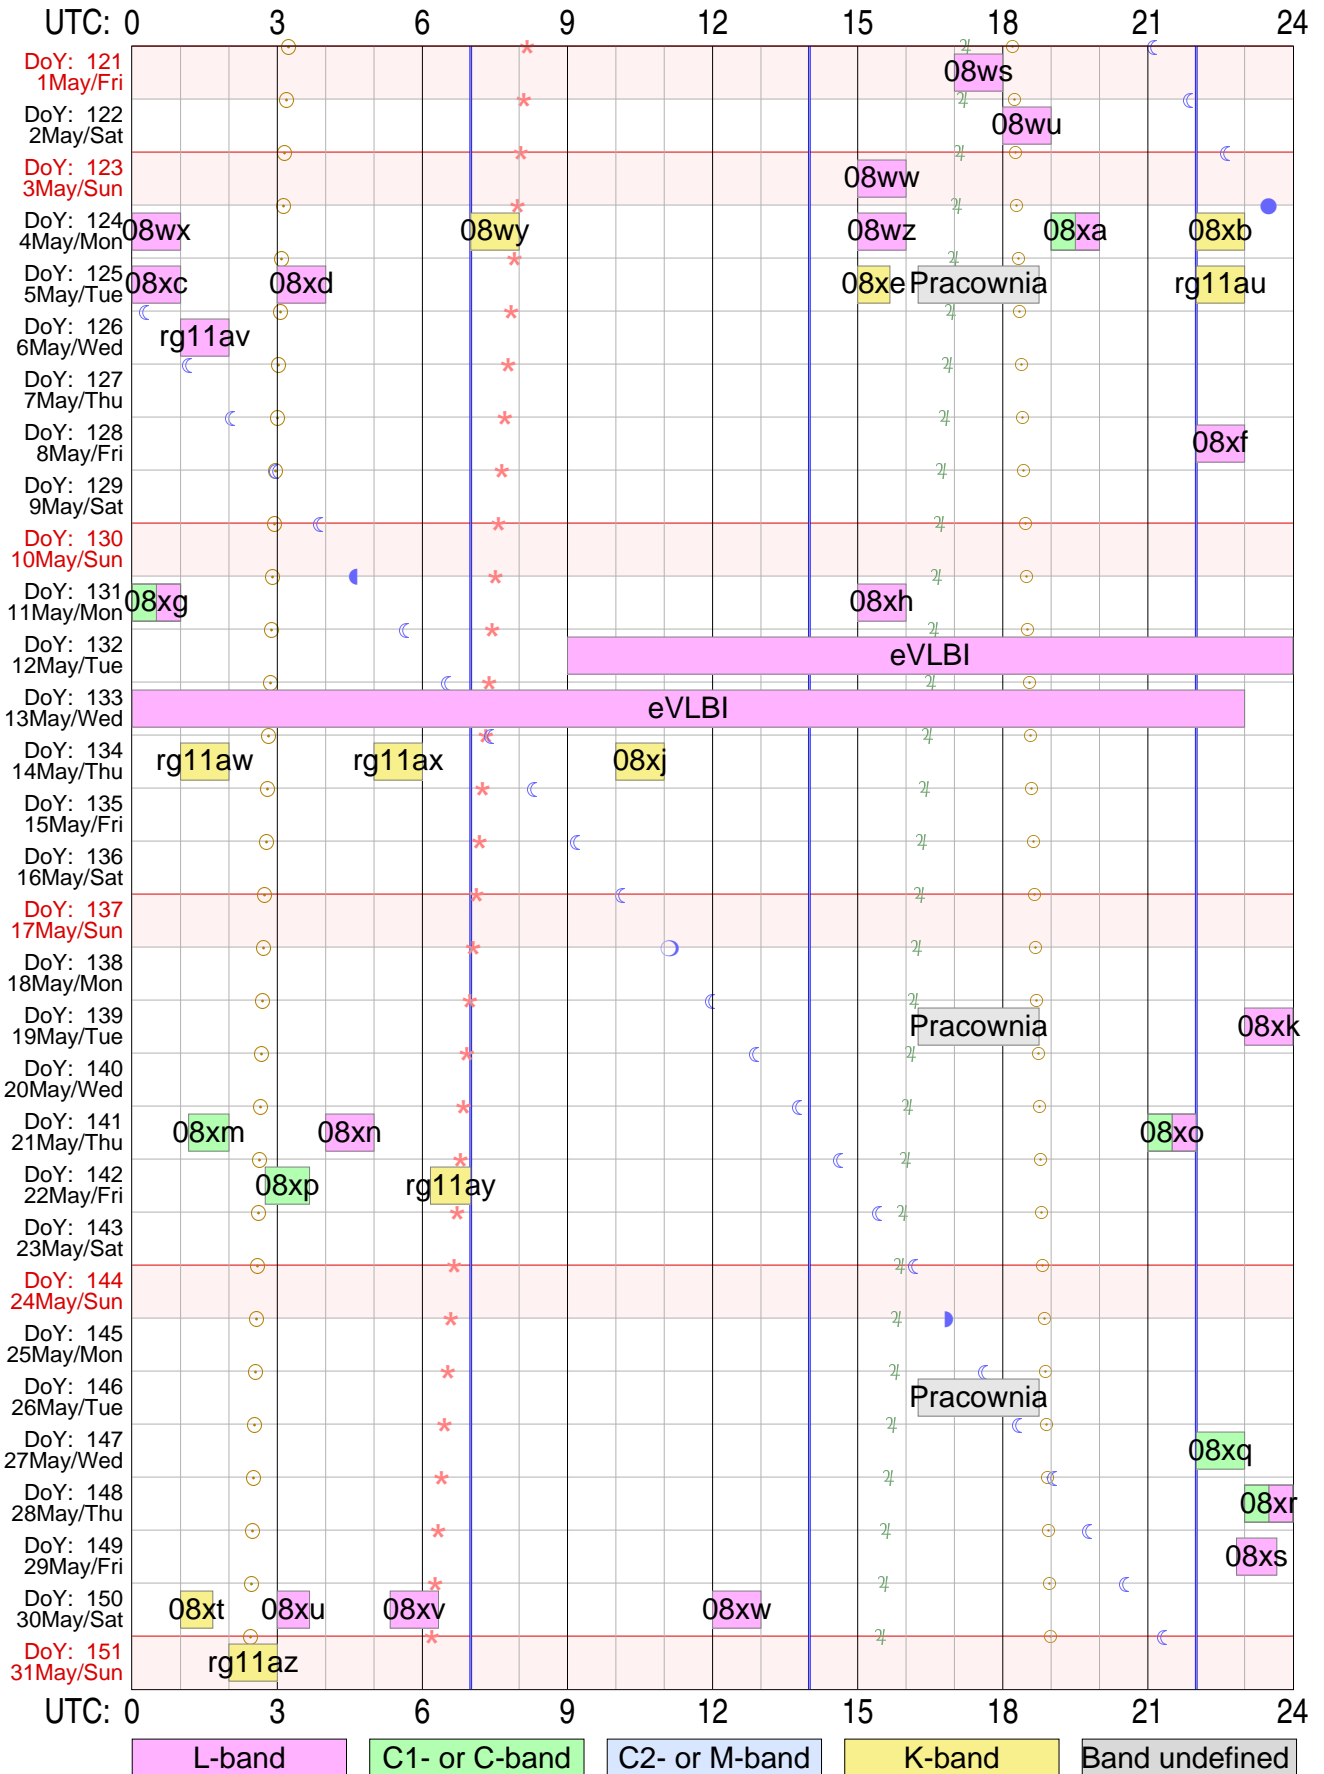 UTC: 0 3 6 9 12 15 18 21 24
DoY: 121
1May/Fri
08ws
DoY: 122
2May/Sat
08wu
DoY: 123
3May/Sun
08ww
DoY: 124
4May/Mon
08wx 08wy 08wz 08xa 08xb
DoY: 125
5May/Tue
08xc 08xd 08xe Pracownia rg11au
DoY: 126
6May/Wed
rg11av
DoY: 127
7May/Thu
DoY: 128
8May/Fri
08xf
DoY: 129
9May/Sat
DoY: 130
10May/Sun
DoY: 131
11May/Mon
08xg 08xh
DoY: 132
12May/Tue
eVLBI
DoY: 133
13May/Wed
eVLBI
DoY: 134
14May/Thu
rg11aw rg11ax 08xj
DoY: 135
15May/Fri
DoY: 136
16May/Sat
DoY: 137
17May/Sun
DoY: 138
18May/Mon
DoY: 139
19May/Tue
Pracownia 08xk
DoY: 140
20May/Wed
DoY: 141
21May/Thu
08xm 08xn 08xo
DoY: 142
22May/Fri
08xp rg11ay
DoY: 143
23May/Sat
DoY: 144
24May/Sun
DoY: 145
25May/Mon
DoY: 146
26May/Tue
Pracownia
DoY: 147
27May/Wed
08xq
DoY: 148
28May/Thu
08xr
DoY: 149
29May/Fri
08xs
DoY: 150
30May/Sat
08xt 08xu 08xv 08xw
DoY: 151
31May/Sun
rg11az
UTC: 0 3 6 9 12 15 18 21 24
L-band C1- or C-band C2- or M-band K-band Band undefined